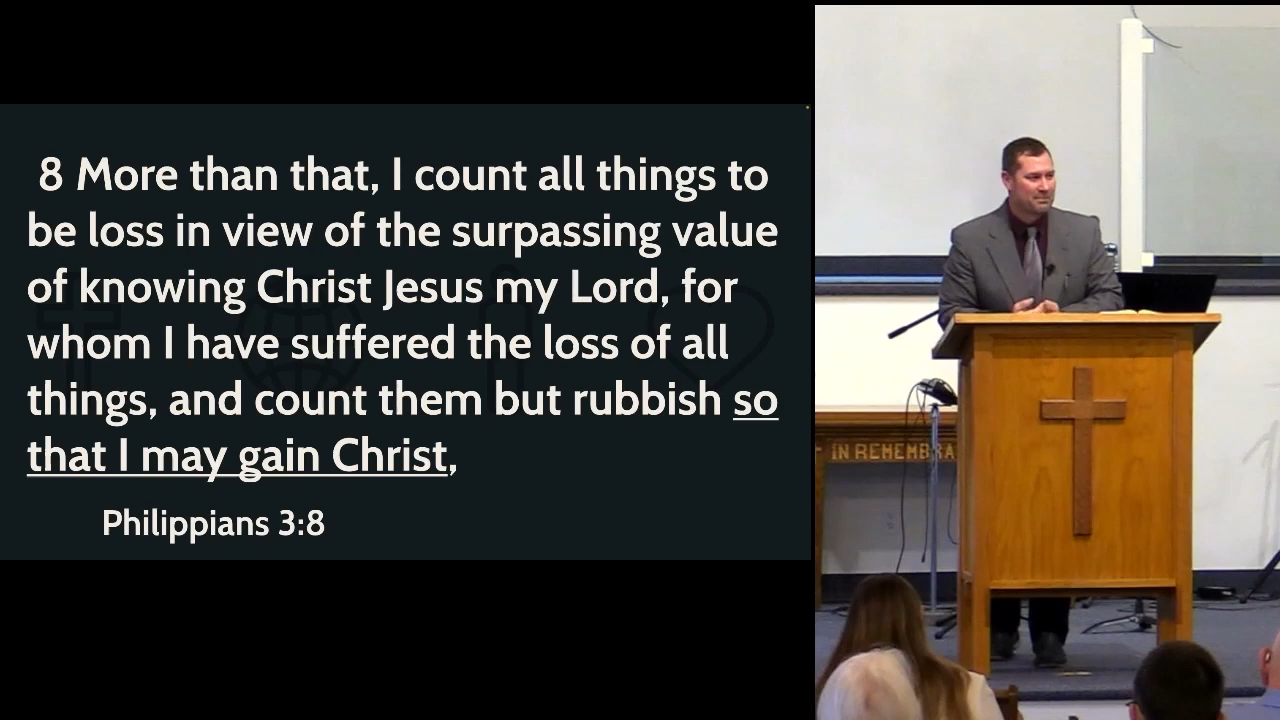 8 More than that, I count all things to
be loss in view of the surpassing value
of knowing Christ Jesus my Lord, for
whom I have suffered the loss of all
things, and count them but rubbish so
that I may gain Christ,
Philippians 3:8
IN REMEMBRA